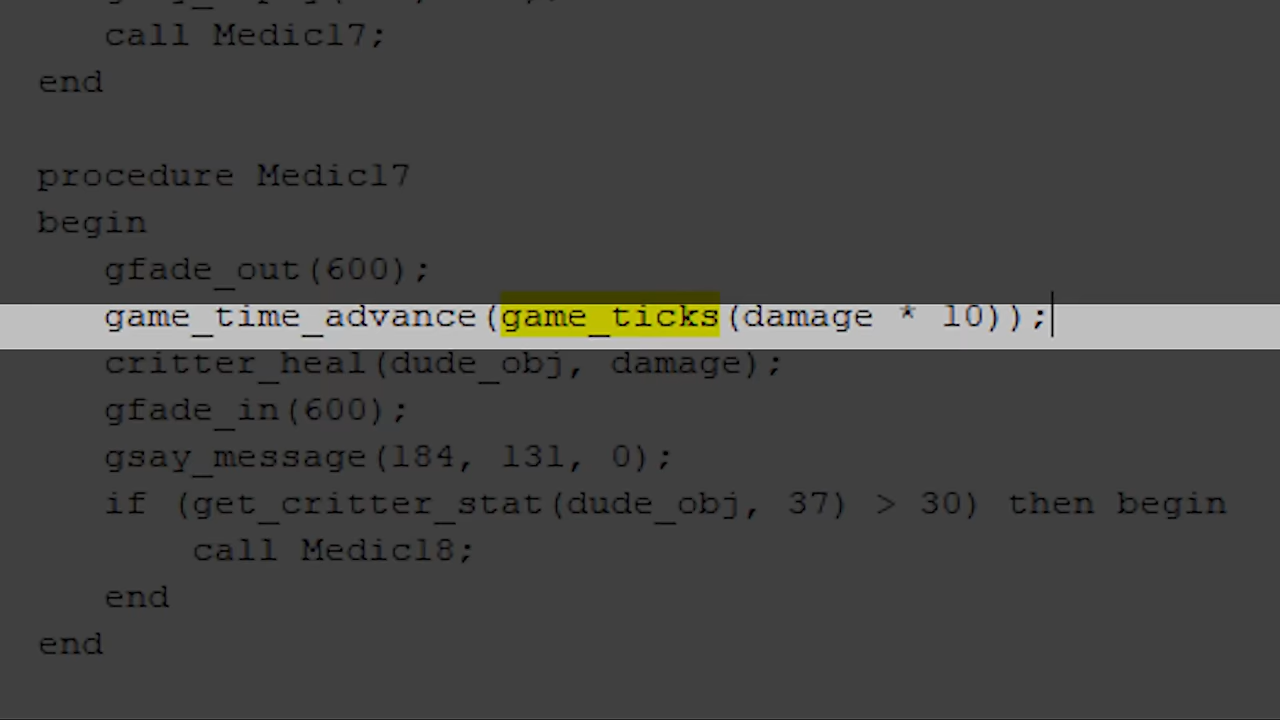 call Medic17;
end
procedure Medic17
begin
gfade_out(600);
game_time_advance(game_ticks(damage * 10));
critter_heal(dude_obj, damage);
gfade_in(600);
gsay_message(184, 131, 0);
if (get_critter_stat(dude_obj, 37) > 30) then begin
call Medic18;
end
end